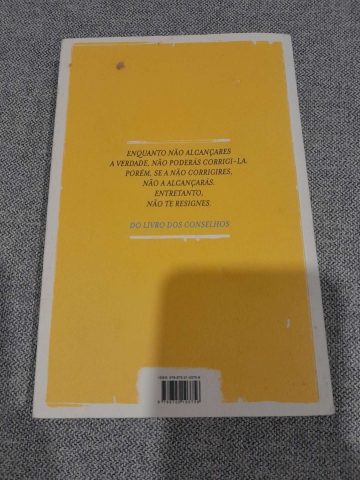 ENQUANTO NÃO ALCANÇARES
A VERDADE, NÃO PODERÁS CORRIGI-LA.
PORÉM, SE A NÃO CORRIGIRES,
NÃO A ALCANÇARÁS.
ENTRETANTO,
NÃO TE RESIGNES.
DO LIVRO DOS CONSELHOS